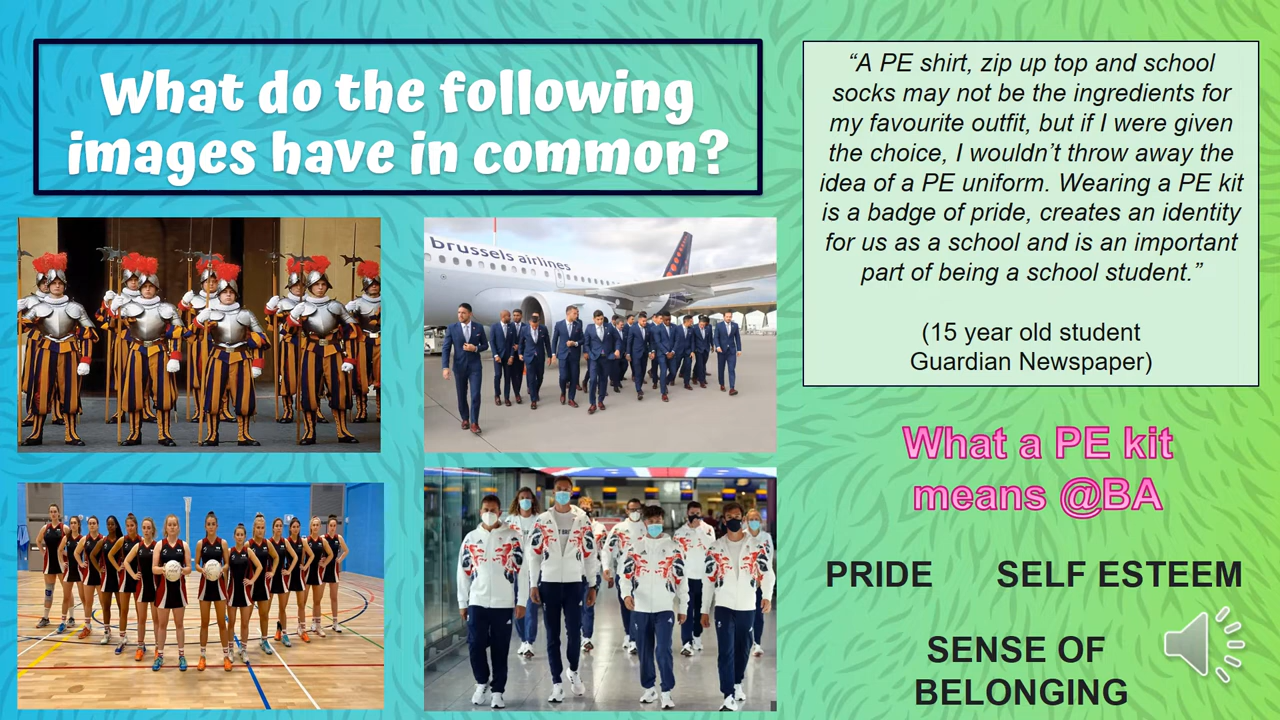 What do the following
images have in common?
“A PE shirt, zip up top and school
socks may not be the ingredients for
my favourite outfit, but if I were given
the choice, I wouldn’t throw away the
idea of a PE uniform. Wearing a PE kit
is a badge of pride, creates an identity
for us as a school and is an important
part of being a school student.”
(15 year old student
Guardian Newspaper)
brussels airlines
What a PE kit
means @BA
PRIDE SELF ESTEEM
SENSE OF
BELONGING